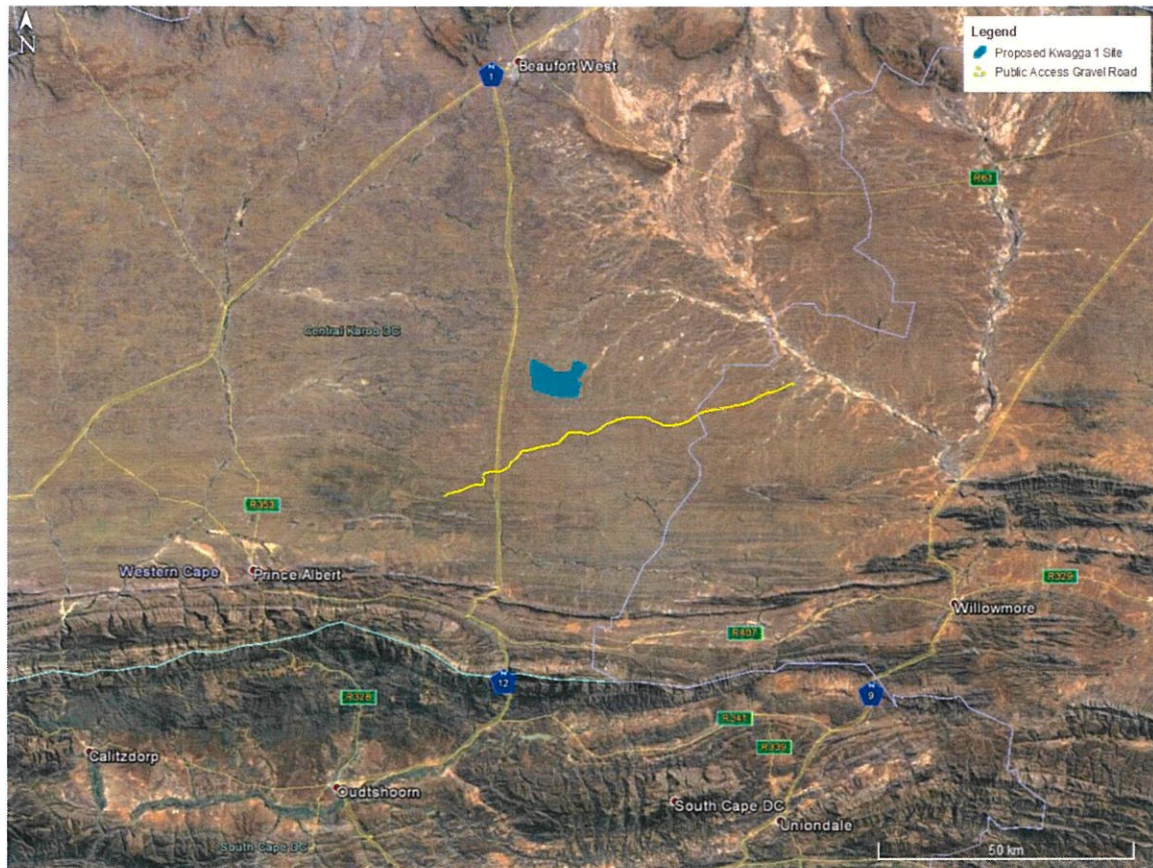 N
Legend
Proposed Kwagga 1 Site
Public Access Gravel Road
Beaufort West
N
1
R61
Central Karoo DC
R353
Western Cape
Prince Albert
R329
Willowmore
R407
N
12
N
9
R328
R341
R339
Calitzdorp
Oudtshoorn
South Cape DC
Uniondale
South Cape DC
50 km